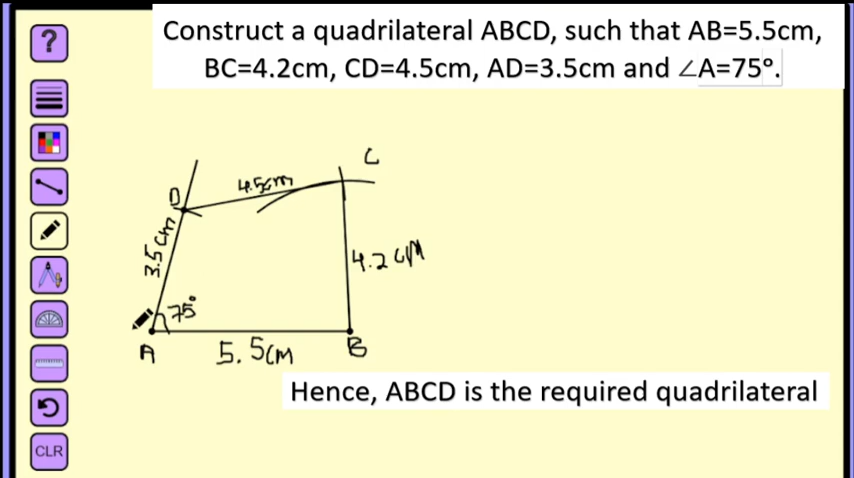 Construct a quadrilateral ABCD, such that AB=5.5cm,
BC=4.2cm, CD=4.5cm, AD=3.5cm and ∠A=75°.
?
C
4.5cm
D
3.5cm
4.2cm
75°
A
5.5cm
B
Hence, ABCD is the required quadrilateral
CLR